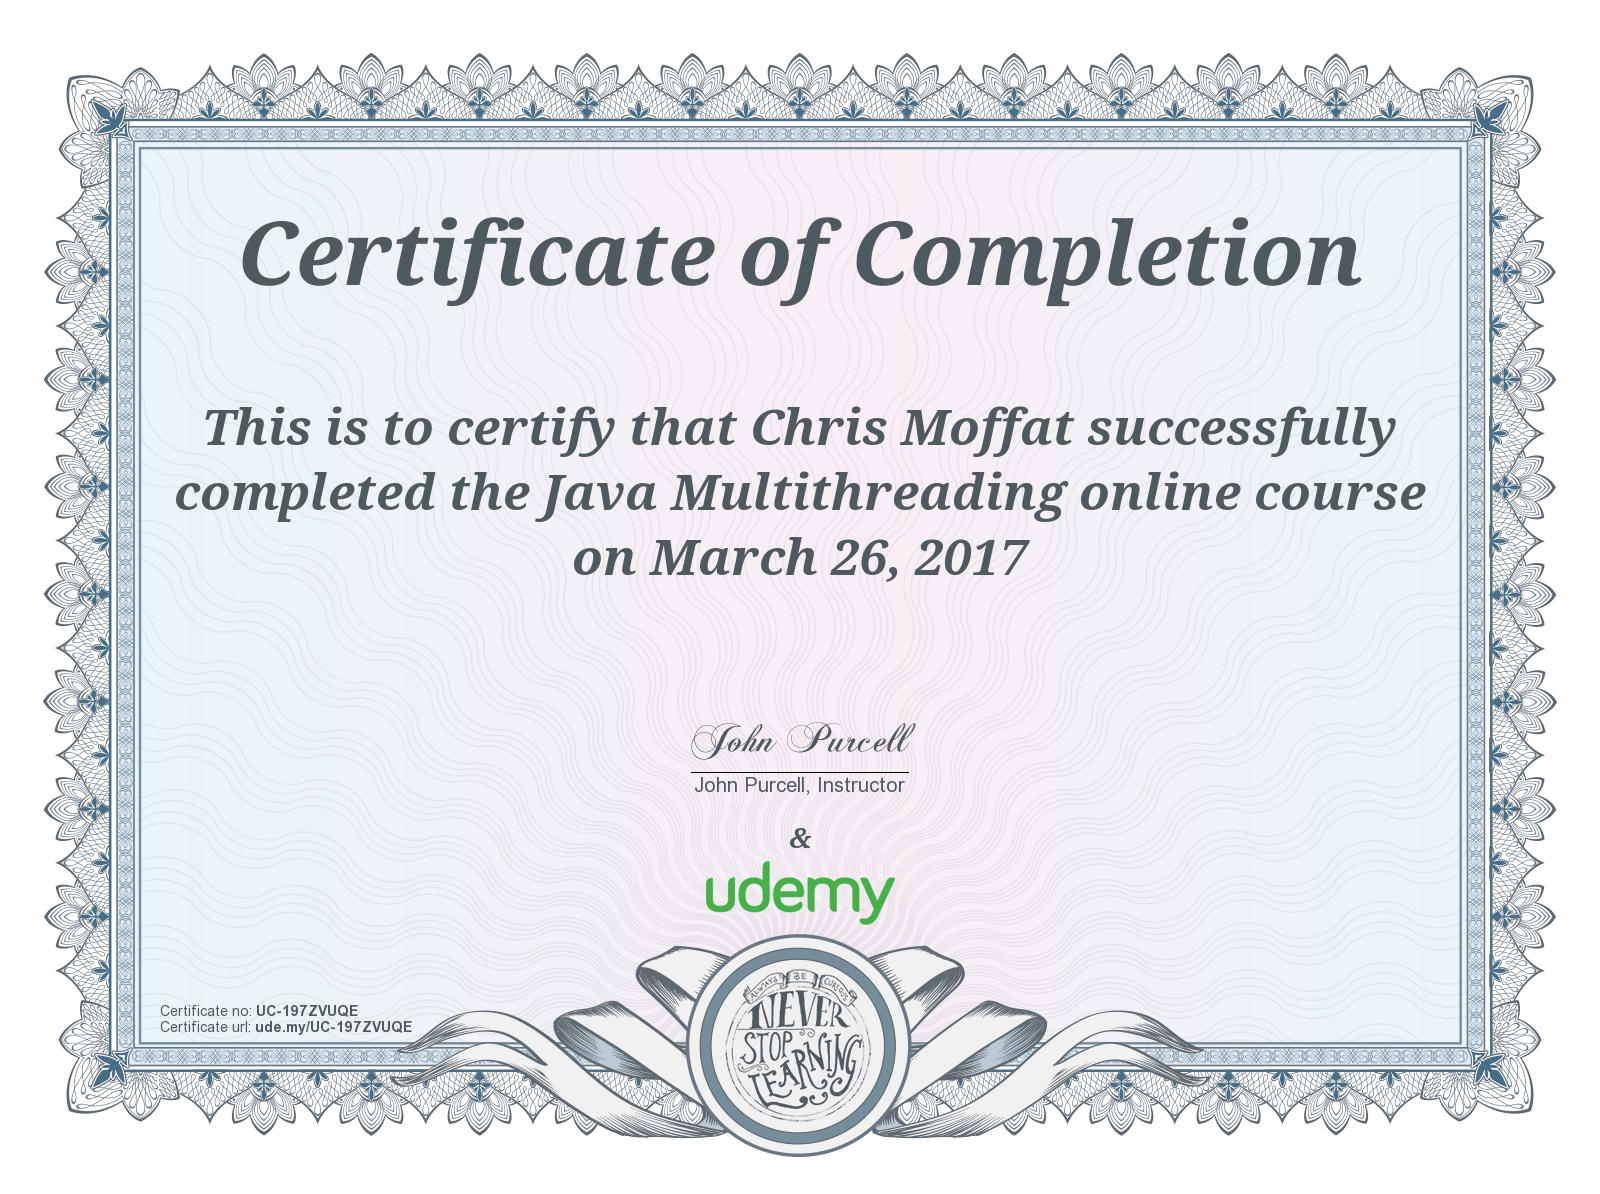 Certificate of Completion
This is to certify that Chris Moffat successfully
completed the Java Multithreading online course
on March 26, 2017
John Purcell
John Purcell, Instructor
&
udemy
Certificate no: UC-197ZVUQE
Certificate url: ude.my/UC-197ZVUQE
ALWAYS BE CURIOUS
NEVER
STOP
LEARNING